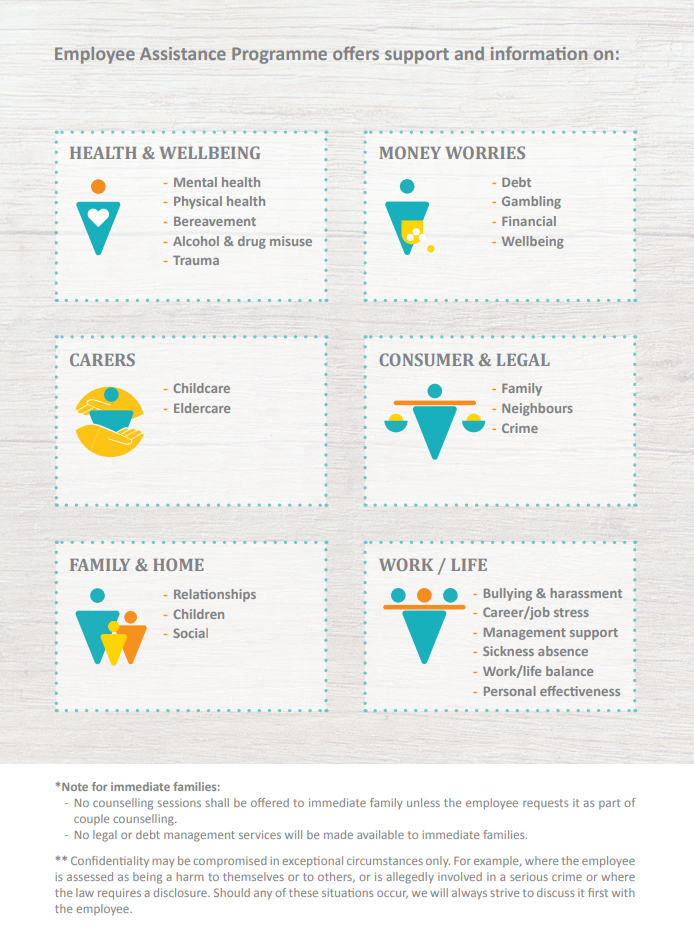 Employee Assistance Programme offers support and information on:
HEALTH & WELLBEING
- Mental health
- Physical health
- Bereavement
- Alcohol & drug misuse
- Trauma
MONEY WORRIES
- Debt
- Gambling
- Financial
- Wellbeing
CARERS
- Childcare
- Eldercare
CONSUMER & LEGAL
- Family
- Neighbours
- Crime
FAMILY & HOME
- Relationships
- Children
- Social
WORK / LIFE
- Bullying & harassment
- Career/job stress
- Management support
- Sickness absence
- Work/life balance
- Personal effectiveness
*Note for immediate families:
- No counselling sessions shall be offered to immediate family unless the employee requests it as part of
couple counselling.
- No legal or debt management services will be made available to immediate families.
** Confidentiality may be compromised in exceptional circumstances only. For example, where the employee
is assessed as being a harm to themselves or to others, or is allegedly involved in a serious crime or where
the law requires a disclosure. Should any of these situations occur, we will always strive to discuss it first with
the employee.